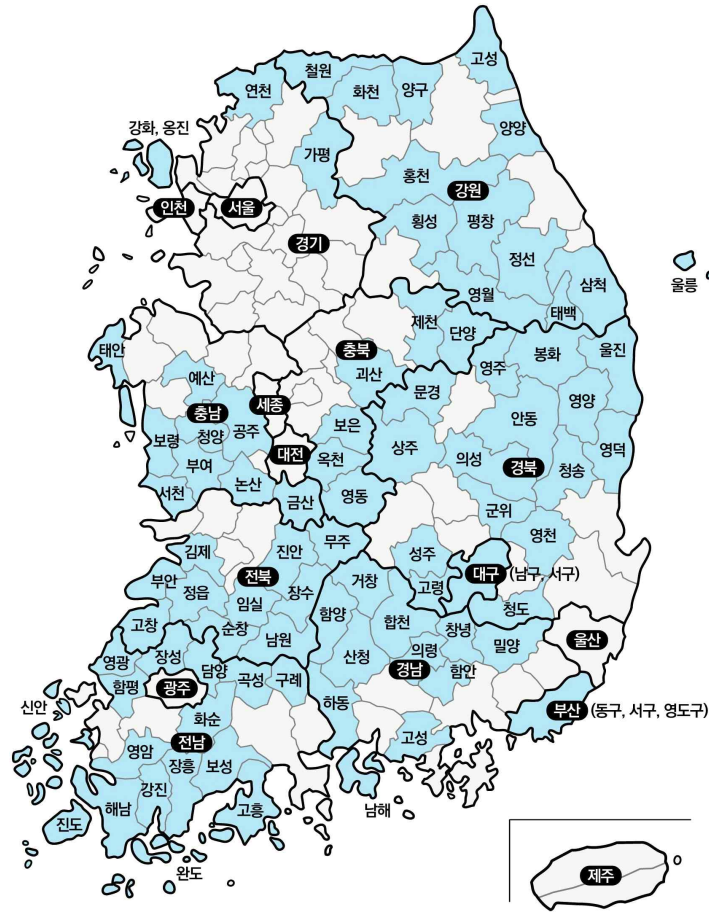 고성
철원
연천
화천
양구
양양
강화, 옹진
가평
홍천
강원
인천
서울
횡성
평창
경기
정선
삼척
울릉
영월
태백
제천
단양
태안
충북
영주
봉화
울진
예산
괴산
문경
세종
충남
영양
안동
보은
공주
청양
보령
상주
의성
경북
청송
영덕
대전
옥천
부여
서천
논산
금산
영동
군위
영천
무주
김제
진안
성주
대구 (남구, 서구)
부안
정읍
전북
장수
거창
고령
임실
함양
합천
창녕
청도
고창
순창
남원
의령
밀양
울산
영광
장성
담양
곡성
구례
산청
경남
함안
함평
광주
신안
하동
부산 (동구, 서구, 영도구)
화순
전남
고성
영암
장흥
보성
강진
해남
고흥
진도
남해
완도
제주